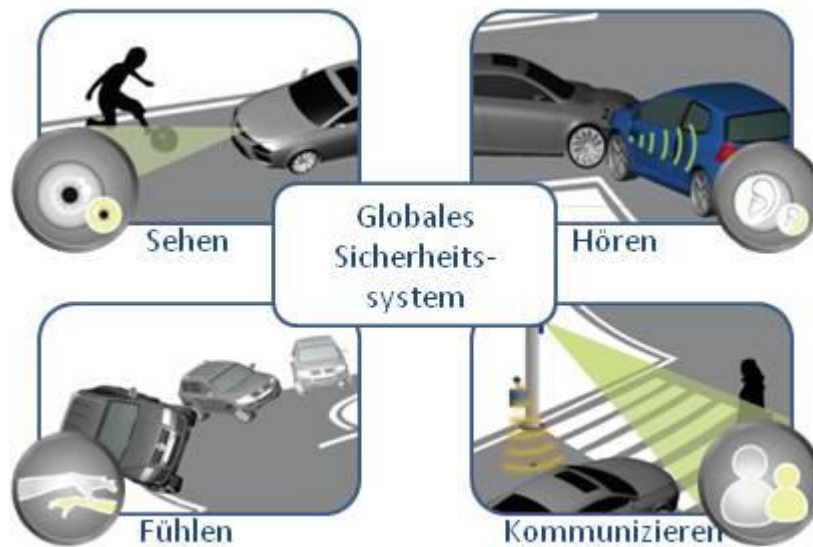 Sehen
Hören
Globales
Sicherheits-
system
Fühlen
Kommunizieren